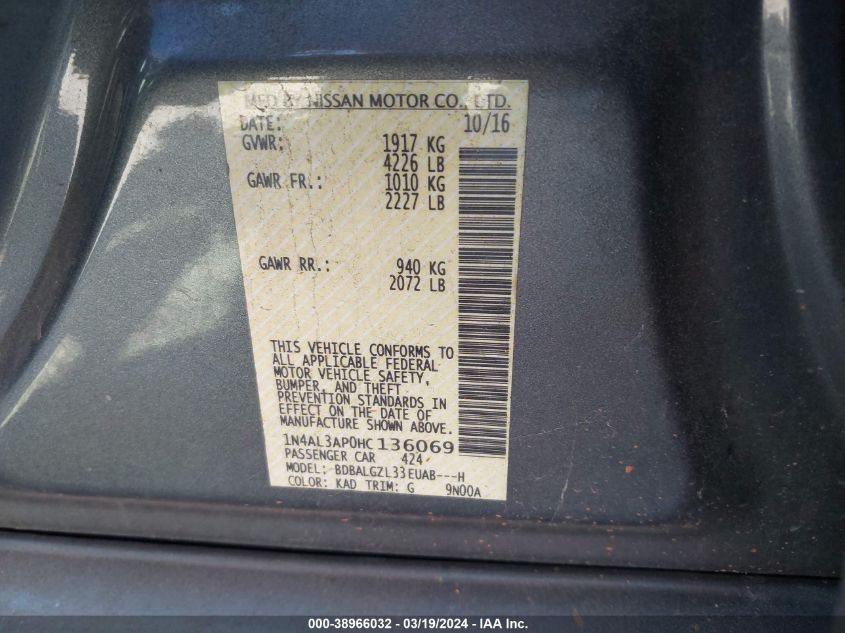 MFD BY NISSAN MOTOR CO., LTD.
DATE: 10/16
GVWR: 1917 KG
4226 LB
GAWR FR.: 1010 KG
2227 LB
GAWR RR.: 940 KG
2072 LB
THIS VEHICLE CONFORMS TO
ALL APPLICABLE FEDERAL
MOTOR VEHICLE SAFETY,
BUMPER, AND THEFT
PREVENTION STANDARDS IN
EFFECT ON THE DATE OF
MANUFACTURE SHOWN ABOVE.
1N4AL3AP0HC136069
PASSENGER CAR 424
MODEL: BDBALGZL33EUAB---H
COLOR: KAD TRIM: G 9N00A
000-38966032 - 03/19/2024 - IAA Inc.